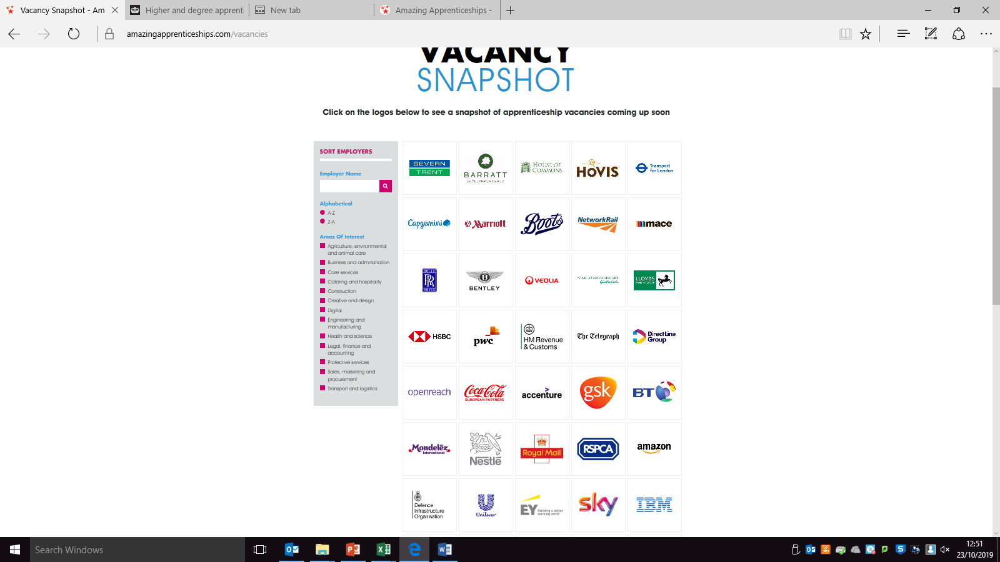 Vacancy Snapshot - Am
Higher and degree apprent
New tab
Amazing Apprenticeships -
amazingapprenticeships.com/vacancies
VACANCY
SNAPSHOT
Click on the logos below to see a snapshot of apprenticeship vacancies coming up soon
SORT EMPLOYERS
Employer Name
Alphabetical
A-Z
Z-A
Areas Of Interest
Agriculture, environmental
and animal care
Business and administration
Care services
Catering and hospitality
Construction
Creative and design
Digital
Engineering and
manufacturing
Health and science
Legal, finance and
accounting
Protective services
Sales, marketing and
procurement
Transport and logistics
SEVERN
TRENT
BARRATT
DEVELOPMENTS PLC
HOUSE OF
COMMONS
HOVIS
Transport
for London
Capgemini
Marriott
Boots
NetworkRail
mace
ROLLS
RR
ROYCE
B
BENTLEY
VEOLIA
YOUR LONDON AIRPORT
Gatwick
LLOYDS
BANKING GROUP
HSBC
pwc
HM Revenue
& Customs
The Telegraph
DirectLine
Group
openreach
Coca-Cola
EUROPEAN PARTNERS
accenture
gsk
BT
Mondelēz
International
Nestlé
Royal Mail
RSPCA
amazon
Defence
Infrastructure
Organisation
Unilever
EY
Building a better
working world
sky
IBM
Search Windows
12:51
23/10/2019